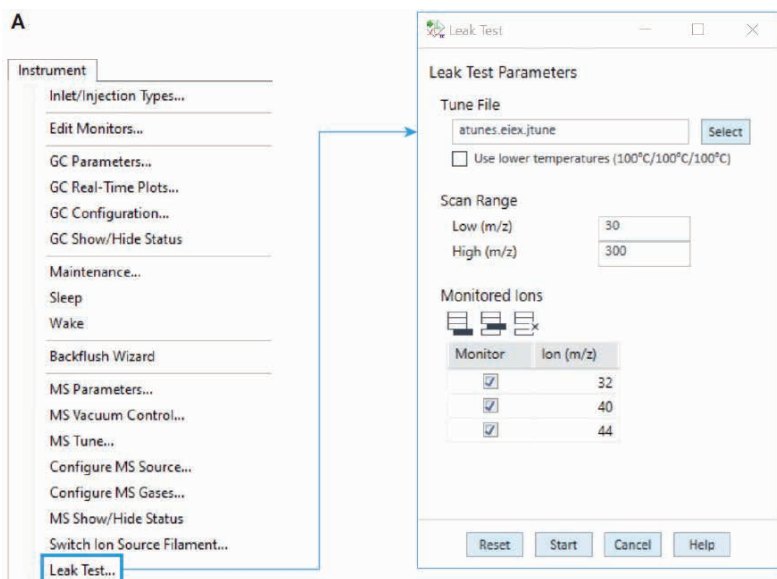 A
Instrument
Inlet/Injection Types...
Edit Monitors...
GC Parameters...
GC Real-Time Plots...
GC Configuration...
GC Show/Hide Status
Maintenance...
Sleep
Wake
Backflush Wizard
MS Parameters...
MS Vacuum Control...
MS Tune...
Configure MS Source...
Configure MS Gases...
MS Show/Hide Status
Switch Ion Source Filament...
Leak Test...
Leak Test
Leak Test Parameters
Tune File
atunes.eiex.jtune Select
Use lower temperatures (100°C/100°C/100°C)
Scan Range
Low (m/z) 30
High (m/z) 300
Monitored Ions
Monitor Ion (m/z)
32
40
44
Reset Start Cancel Help